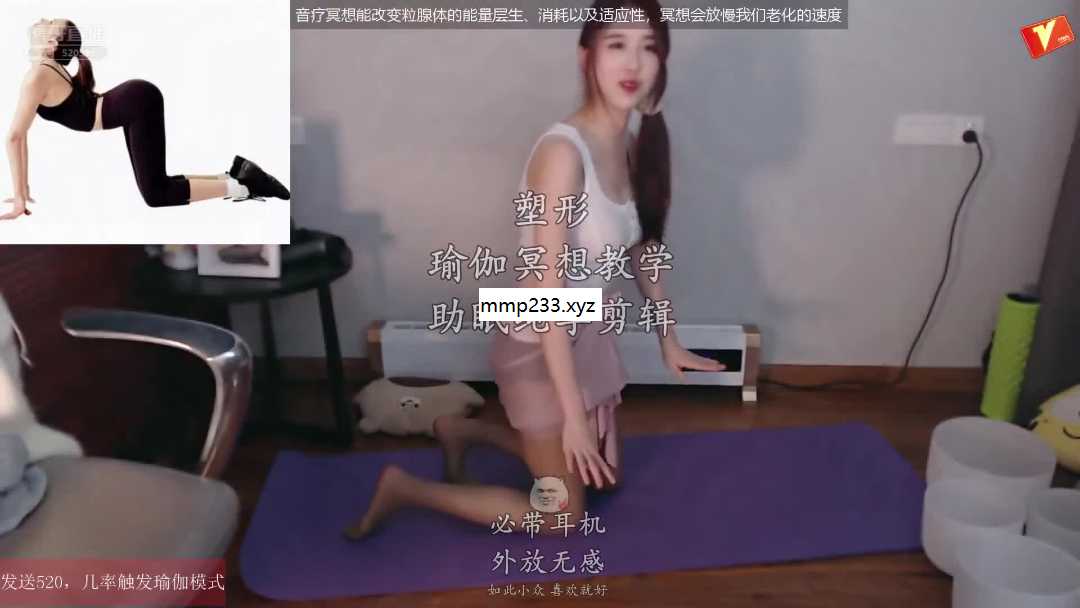 音疗冥想能改变粒腺体的能量层生、消耗以及适应性，冥想会放慢我们老化的速度
520
塑形
瑜伽冥想教学
mmp233.xyz
助眠纯手剪辑
必带耳机
外放无感
如此小众 喜欢就好
发送520，几率触发瑜伽模式